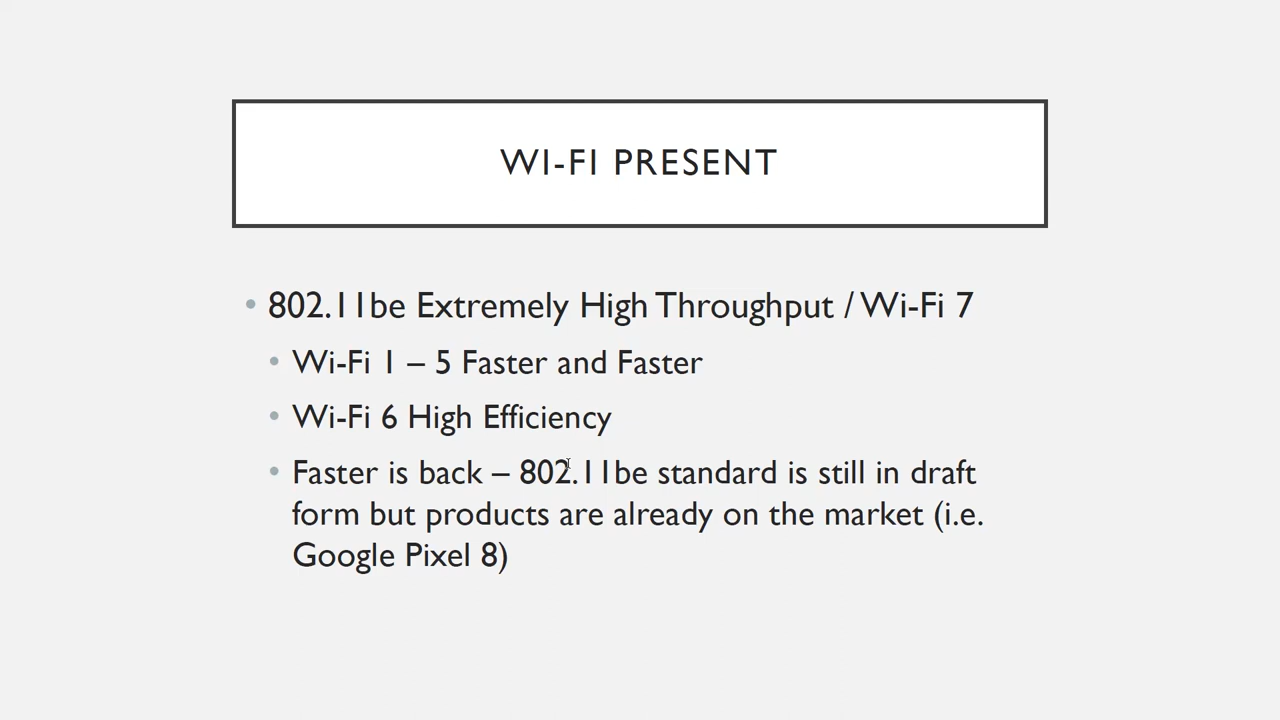 WI-FI PRESENT
• 802.11be Extremely High Throughput / Wi-Fi 7
• Wi-Fi 1 – 5 Faster and Faster
• Wi-Fi 6 High Efficiency
• Faster is back – 802.11be standard is still in draft
form but products are already on the market (i.e.
Google Pixel 8)